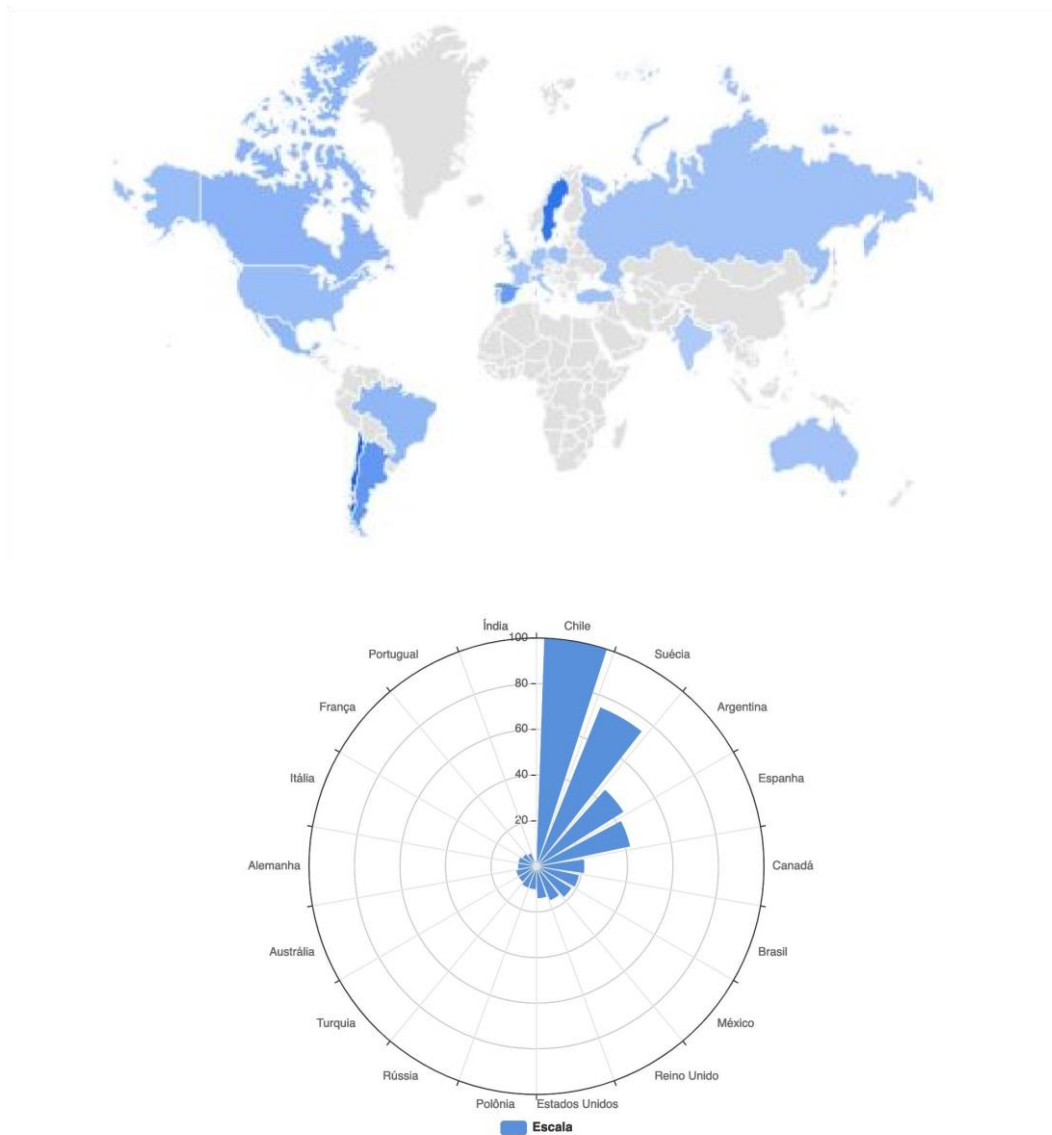 Índia
Chile
Portugual
100
Suécia
80
França
Argentina
60
40
Itália
Espanha
20
Alemanha
Canadá
Austrália
Brasil
Turquia
México
Rússia
Reino Unido
Polônia
Estados Unidos
Escala